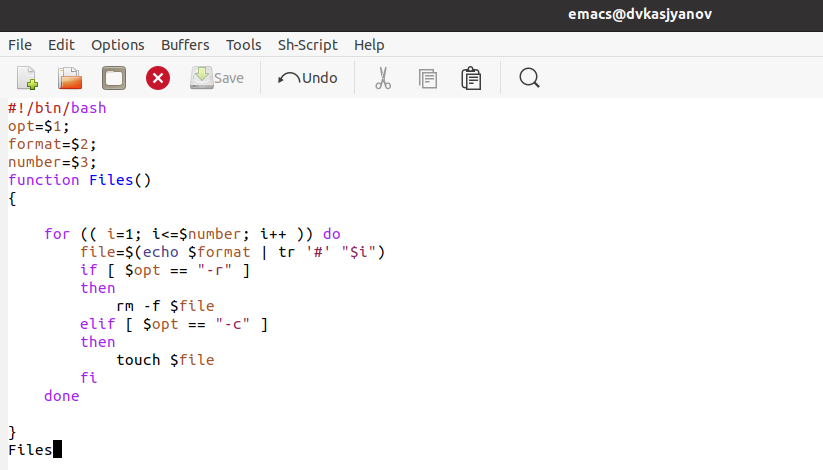 emacs@dvkasjyanov
File Edit Options Buffers Tools Sh-Script Help
Save Undo
#!/bin/bash
opt=$1;
format=$2;
number=$3;
function Files()
{
for (( i=1; i<=$number; i++ )) do
file=$(echo $format | tr '#' "$i")
if [ $opt == "-r" ]
then
rm -f $file
elif [ $opt == "-c" ]
then
touch $file
fi
done
}
Files